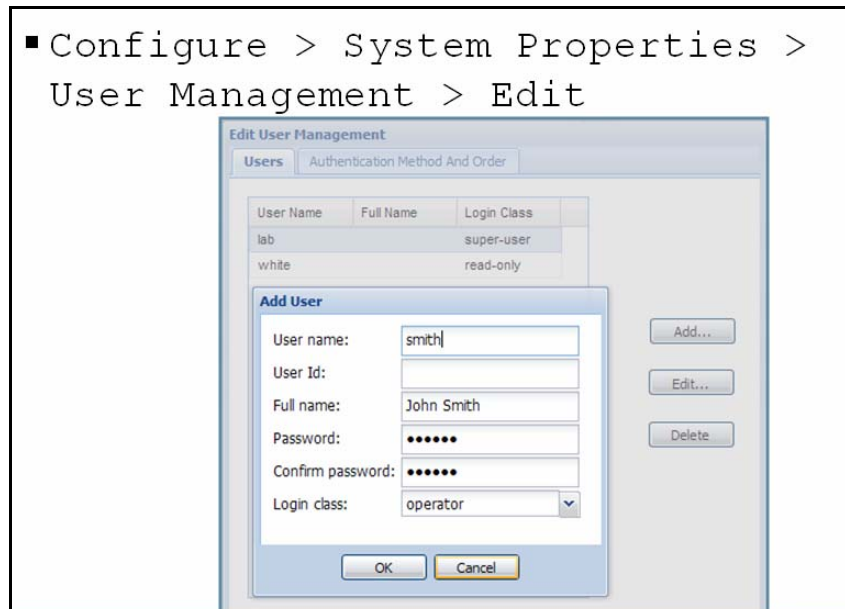 ▪ Configure > System Properties >
User Management > Edit
Edit User Management
Users Authentication Method And Order
User Name Full Name Login Class
lab super-user
white read-only
Add User
User name: smith
User Id:
Full name: John Smith
Password: ••••••
Confirm password: ••••••
Login class: operator
OK Cancel
Add...
Edit...
Delete